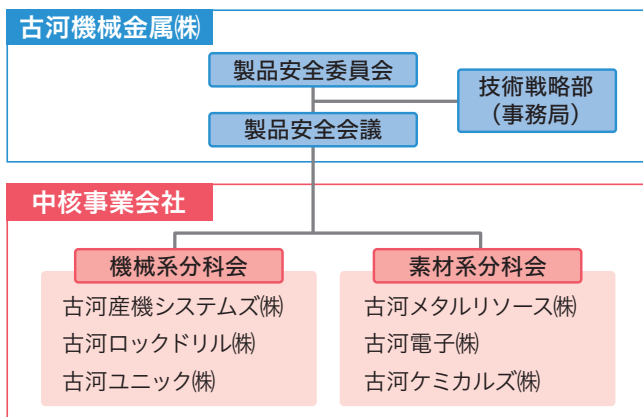 古河機械金属㈱
製品安全委員会
技術戦略部
（事務局）
製品安全会議
中核事業会社
機械系分科会
古河産機システムズ㈱
古河ロックドリル㈱
古河ユニック㈱
素材系分科会
古河メタルリソース㈱
古河電子㈱
古河ケミカルズ㈱